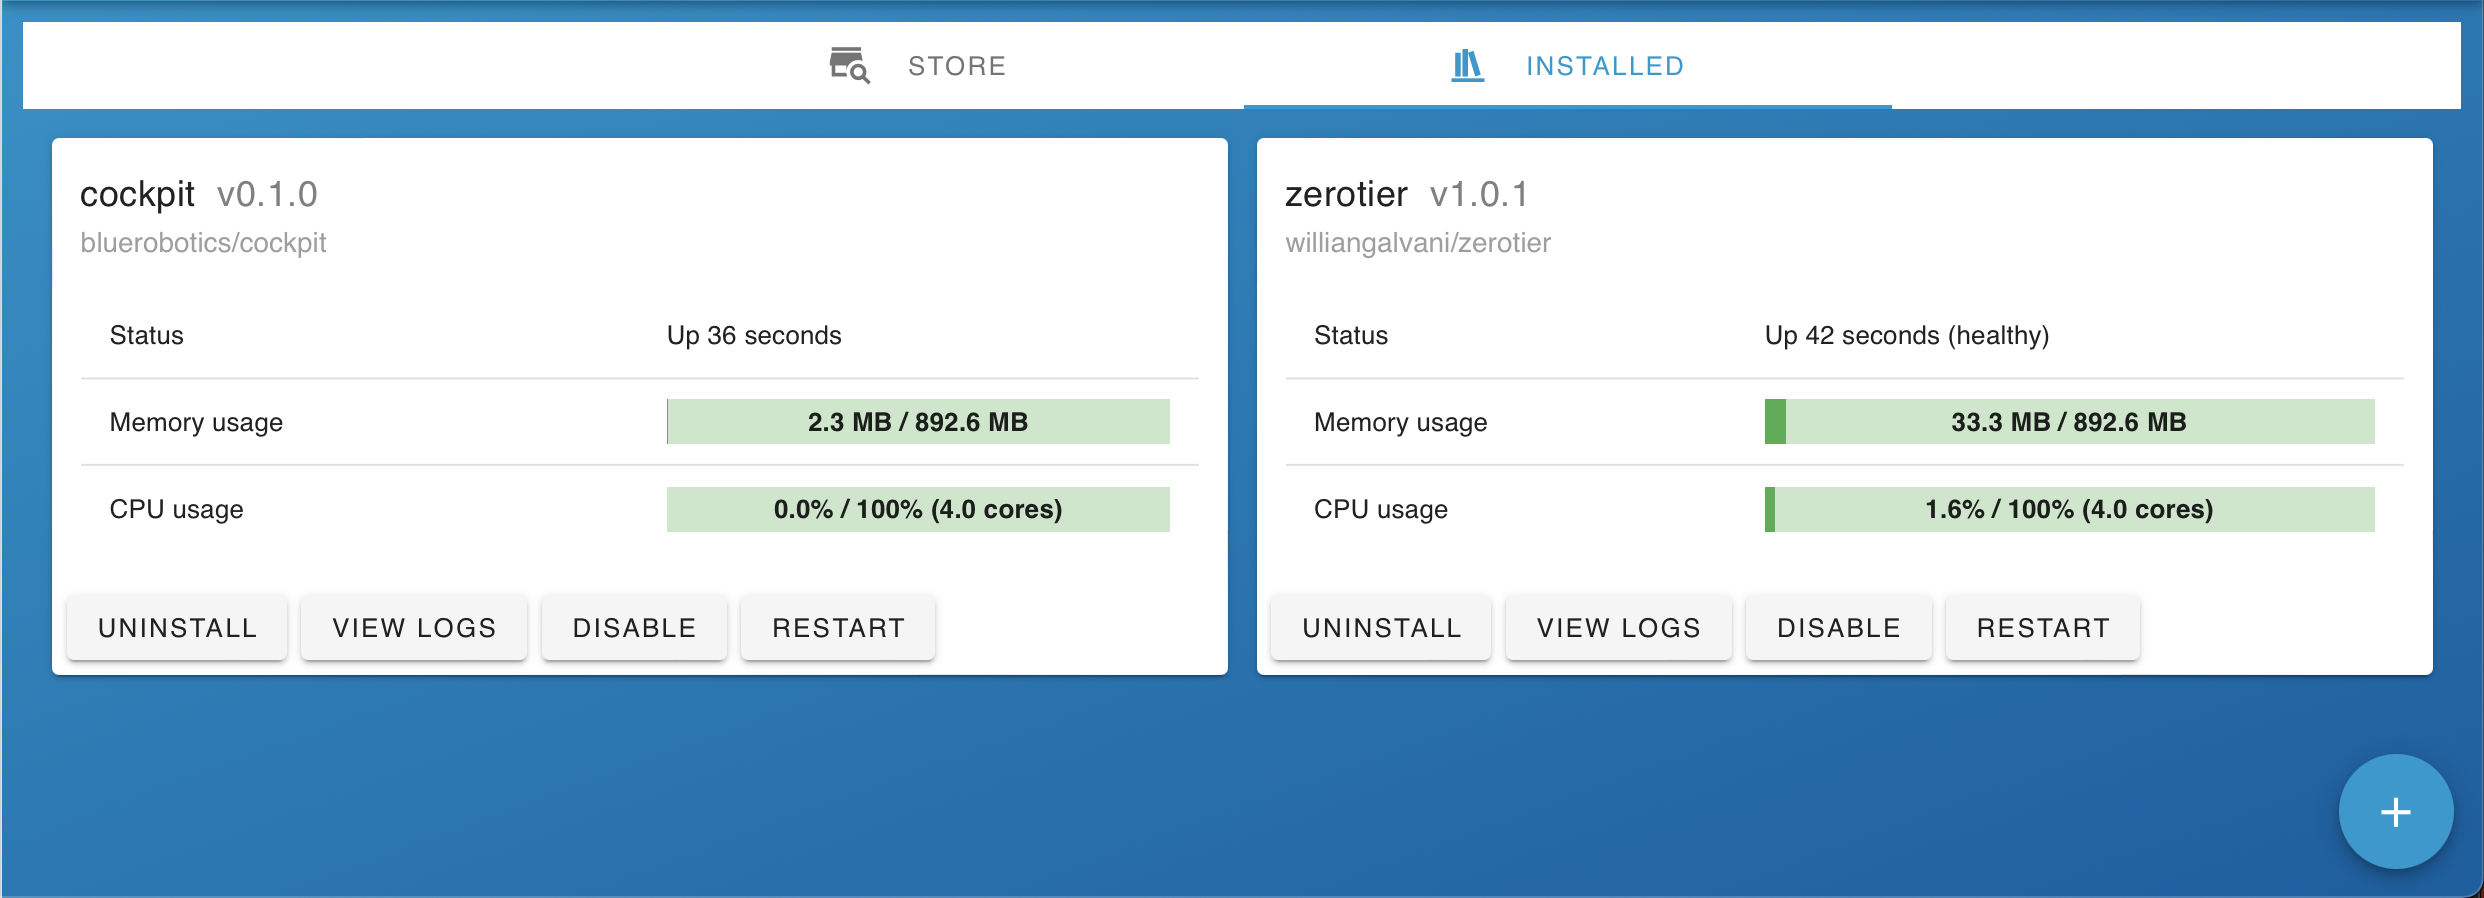 STORE
INSTALLED
cockpit v0.1.0
bluerobotics/cockpit
Status Up 36 seconds
Memory usage 2.3 MB / 892.6 MB
CPU usage 0.0% / 100% (4.0 cores)
UNINSTALL VIEW LOGS DISABLE RESTART
zerotier v1.0.1
williangalvani/zerotier
Status Up 42 seconds (healthy)
Memory usage 33.3 MB / 892.6 MB
CPU usage 1.6% / 100% (4.0 cores)
UNINSTALL VIEW LOGS DISABLE RESTART
+